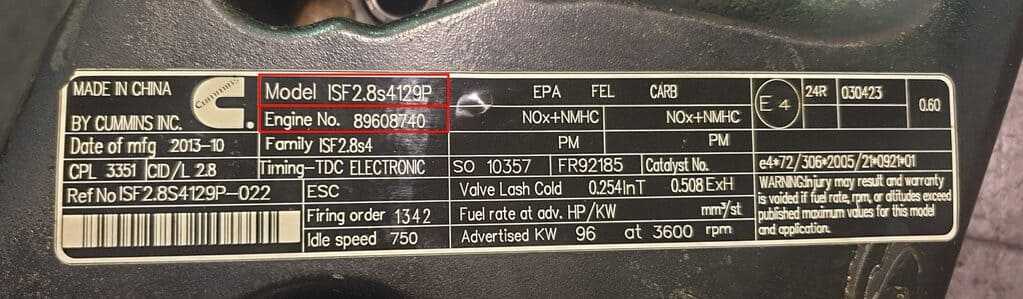 MADE IN CHINA
Cummins
BY CUMMINS INC.
Model ISF2.8s4129P
EPA FEL CARB
E4
24R 030423
0.60
Engine No. 89608740
NOx+NMHC NOx+NMHC
Date of mfg 2013-10
Family ISF2.8s4
PM PM
CPL 3351 CID/L 2.8
Timing-TDC ELECTRONIC
SO 10357 FR92185 Catalyst No.
e4*72/306*2005/21*0921*01
Ref No ISF2.8S4129P-022
ESC
Valve Lash Cold 0.254InT 0.508ExH
Firing order 1342
Fuel rate at adv. HP/KW mm³/st
Idle speed 750
Advertised KW 96 at 3600 rpm
WARNING:Injury may result and warranty
is voided if fuel rate, rpm, or altitudes exceed
published maximum values for this model
and application.